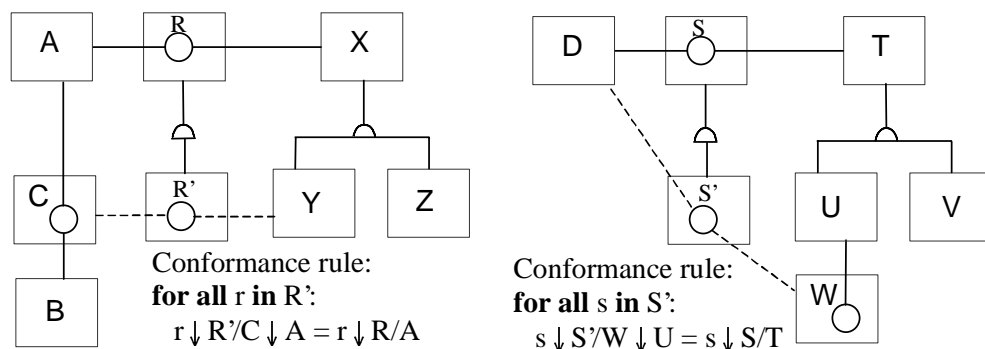 A
R
X
C
R’
Y
Z
B
Conformance rule:
for all r in R’:
r↓R’/C↓A = r↓R/A
D
S
T
S’
U
V
W
Conformance rule:
for all s in S’:
s↓S’/W↓U = s↓S/T